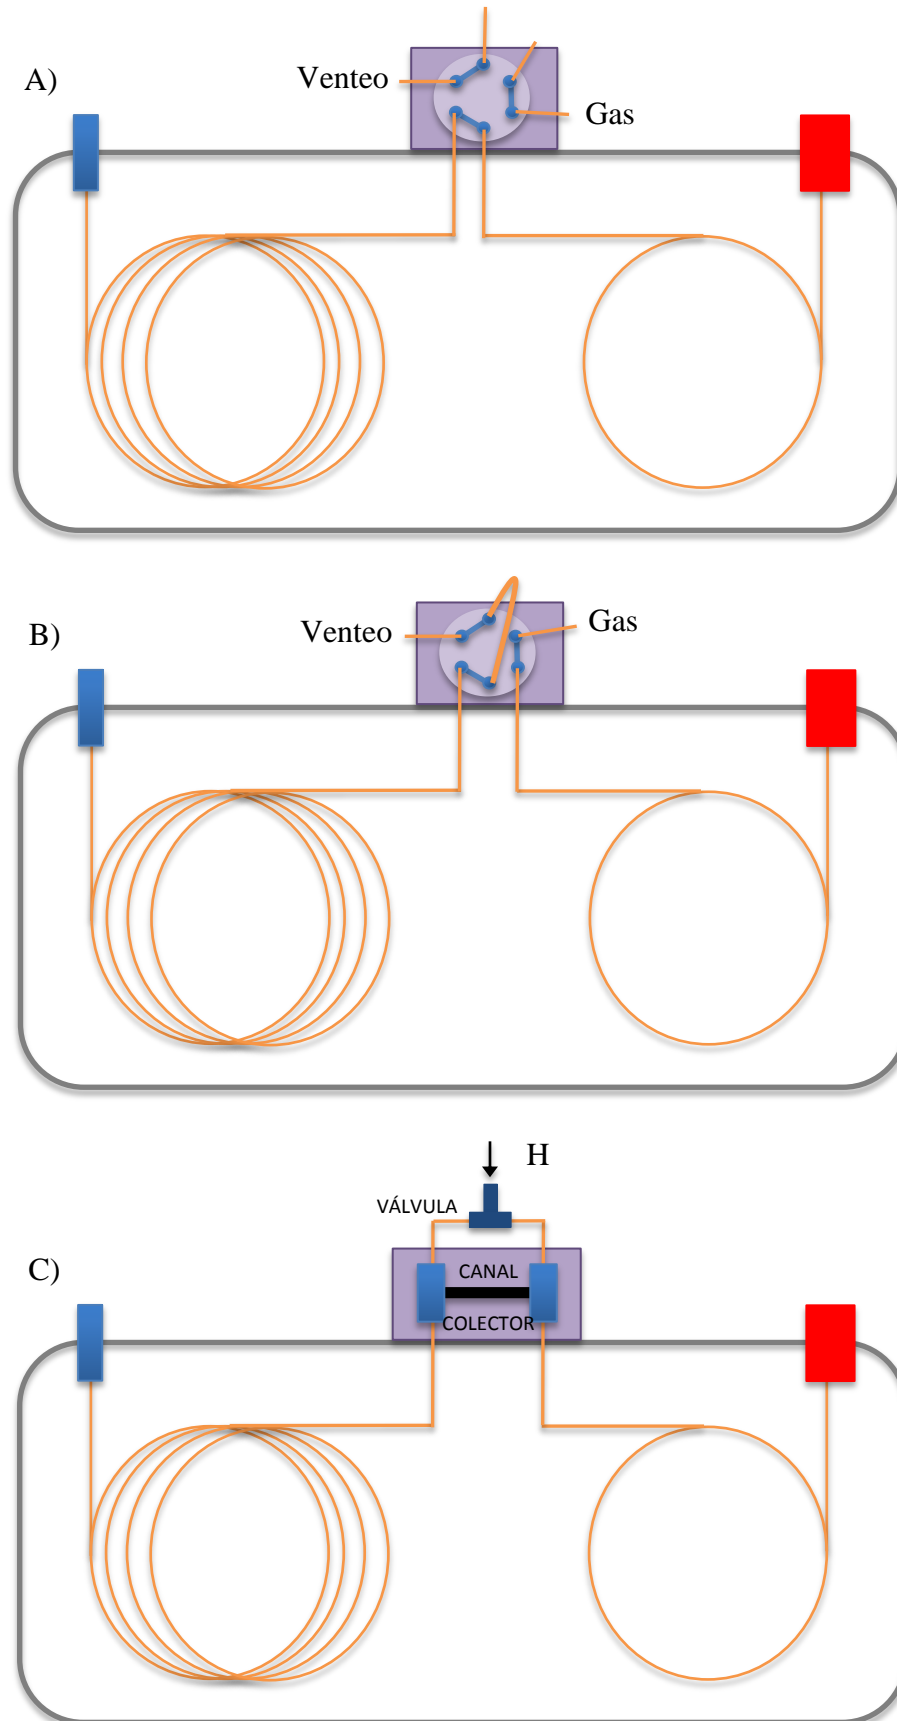 A)
Venteo
Gas
B)
Venteo
Gas
H
VÁLVULA
C)
CANAL
COLECTOR